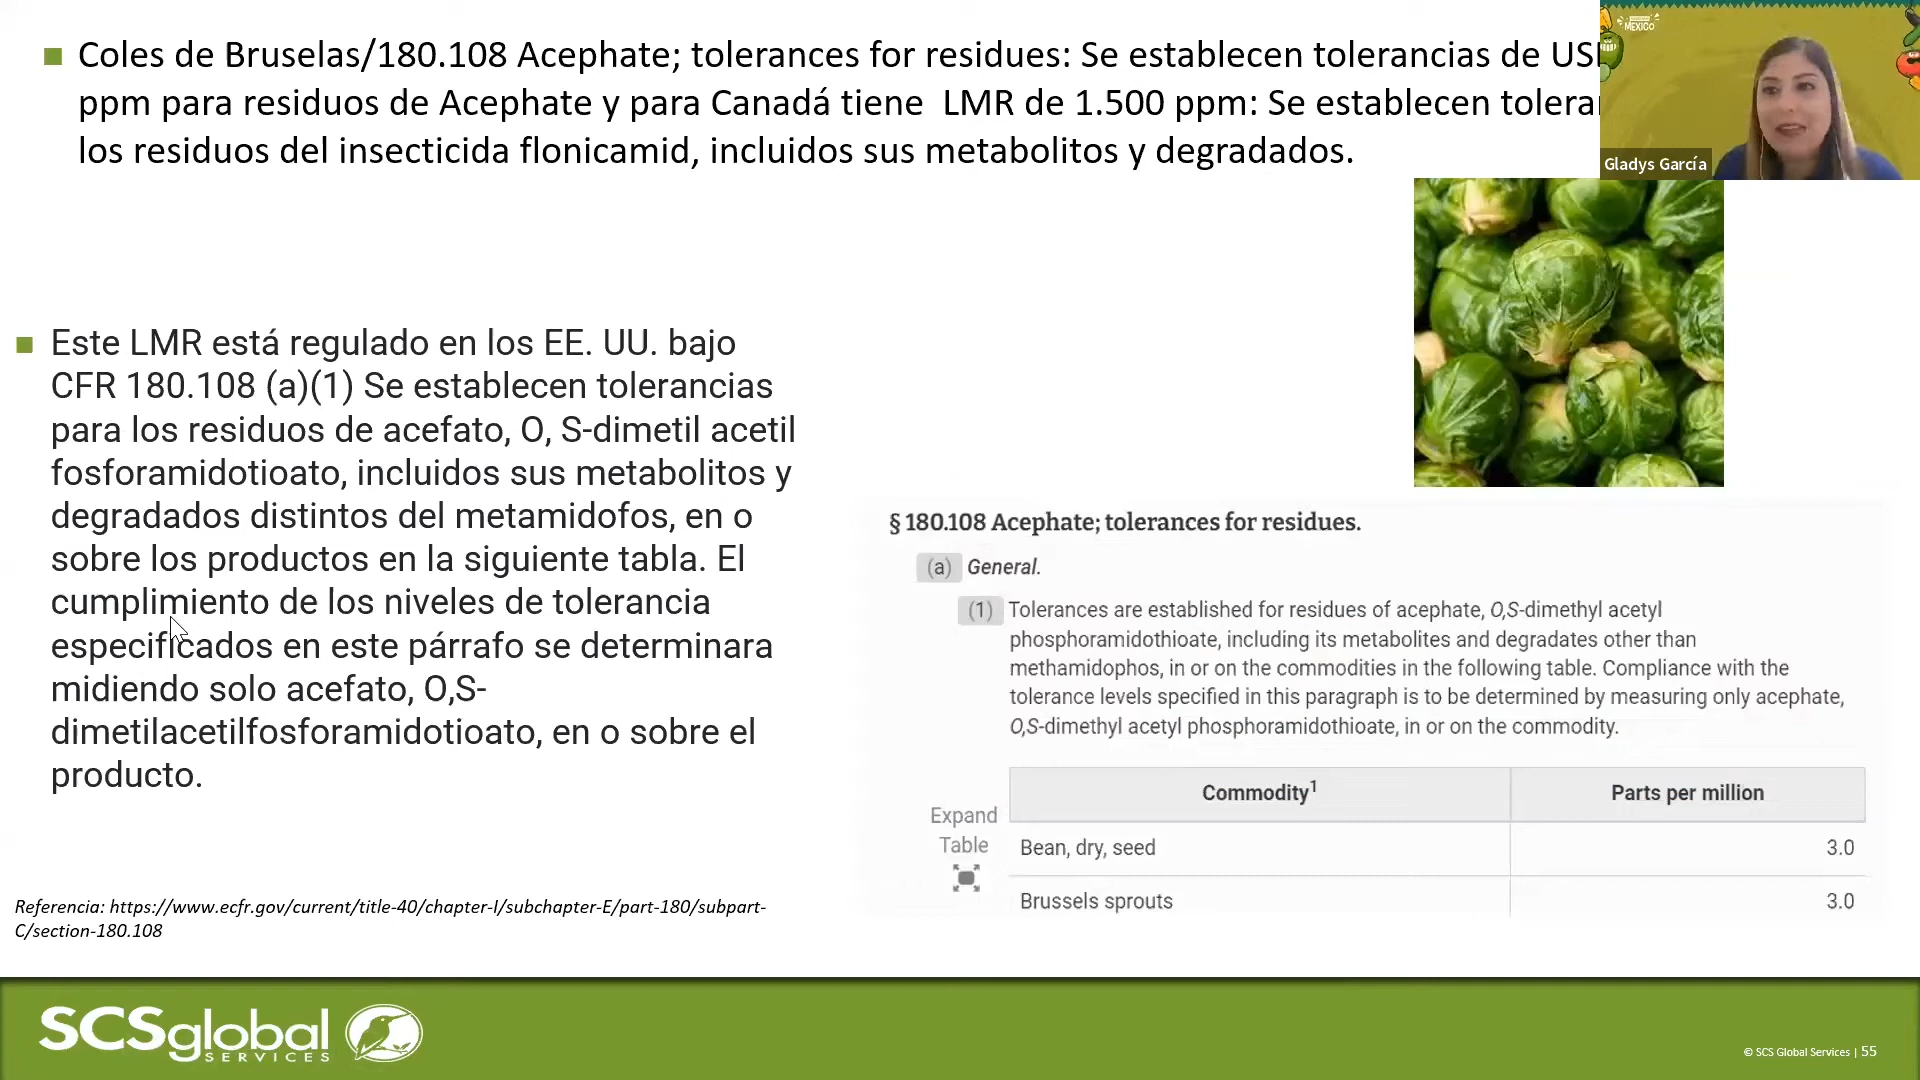 Coles de Bruselas/180.108 Acephate; tolerances for residues: Se establecen tolerancias de
ppm para residuos de Acephate y para Canadá tiene LMR de 1.500 ppm: Se establecen
los residuos del insecticida flonicamid, incluidos sus metabolitos y degradados.
MÉXICO
Gladys García
Este LMR está regulado en los EE. UU. bajo
CFR 180.108 (a)(1) Se establecen tolerancias
para los residuos de acefato, O, S-dimetil acetil
fosforamidotioato, incluidos sus metabolitos y
degradados distintos del metamidofos, en o
sobre los productos en la siguiente tabla. El
cumplimiento de los niveles de tolerancia
especificados en este párrafo se determinara
midiendo solo acefato, O,S-
dimetilacetilfosforamidotioato, en o sobre el
producto.
§ 180.108 Acephate; tolerances for residues.
(a) General.
(1) Tolerances are established for residues of acephate, O,S-dimethyl acetyl
phosphoramidothioate, including its metabolites and degradates other than
methamidophos, in or on the commodities in the following table. Compliance with the
tolerance levels specified in this paragraph is to be determined by measuring only acephate,
O,S-dimethyl acetyl phosphoramidothioate, in or on the commodity.
Expand
Table
Commodity1 Parts per million
Bean, dry, seed 3.0
Brussels sprouts 3.0
Referencia: https://www.ecfr.gov/current/title-40/chapter-I/subchapter-E/part-180/subpart-
C/section-180.108
SCSglobal
SERVICES
© SCS Global Services | 55